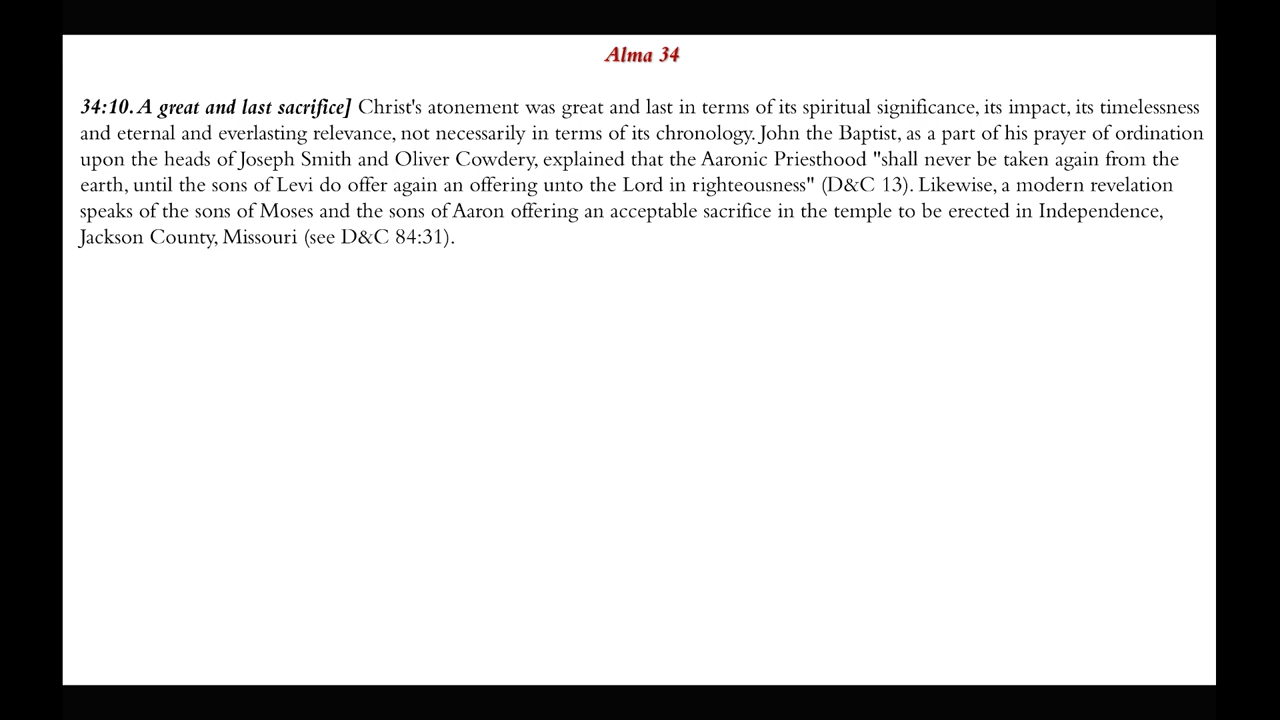 Alma 34
34:10. A great and last sacrifice] Christ's atonement was great and last in terms of its spiritual significance, its impact, its timelessness
and eternal and everlasting relevance, not necessarily in terms of its chronology. John the Baptist, as a part of his prayer of ordination
upon the heads of Joseph Smith and Oliver Cowdery, explained that the Aaronic Priesthood "shall never be taken again from the
earth, until the sons of Levi do offer again an offering unto the Lord in righteousness" (D&C 13). Likewise, a modern revelation
speaks of the sons of Moses and the sons of Aaron offering an acceptable sacrifice in the temple to be erected in Independence,
Jackson County, Missouri (see D&C 84:31).